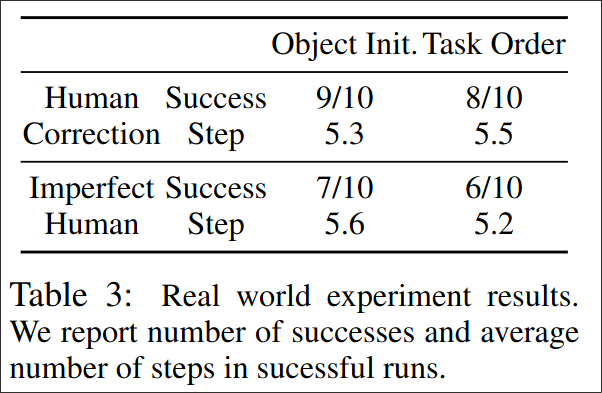 Object Init. Task Order
Human Success 9/10 8/10
Correction Step 5.3 5.5
Imperfect Success 7/10 6/10
Human Step 5.6 5.2
Table 3: Real world experiment results.
We report number of successes and average
number of steps in sucessful runs.